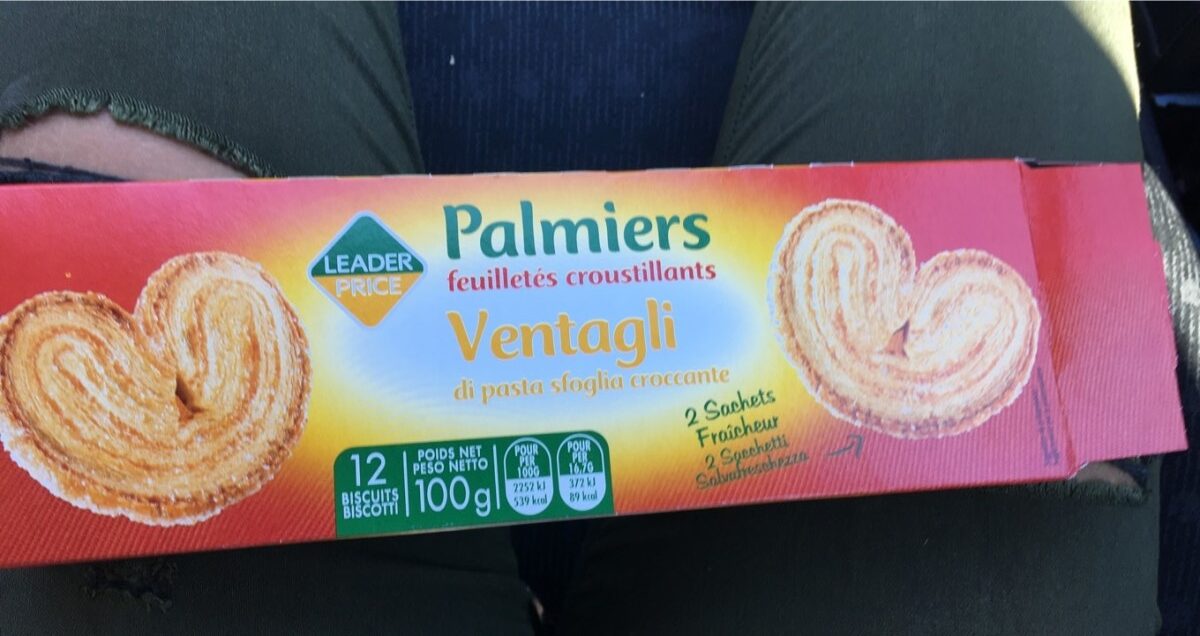 LEADER
PRICE
Palmiers
feuilletés croustillants
Ventagli
di pasta sfoglia croccante
2 Sachets
Fraîcheur
2 Sacchetti
Salvafreschezza
12
BISCUITS
BISCOTTI
POIDS NET
PESO NETTO
100g
POUR
PER
100G
2252 kJ
539 kcal
POUR
PER
16,7G
372 kJ
89 kcal